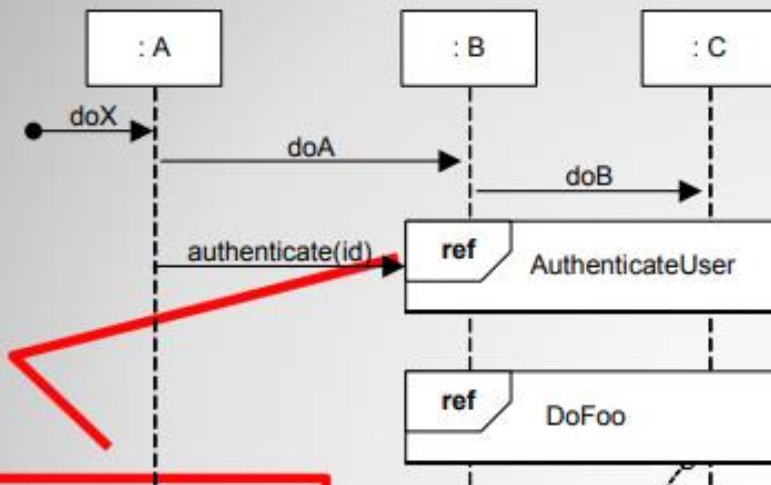 : A
: B
: C
doX
doA
doB
authenticate(id)
ref
AuthenticateUser
ref
DoFoo